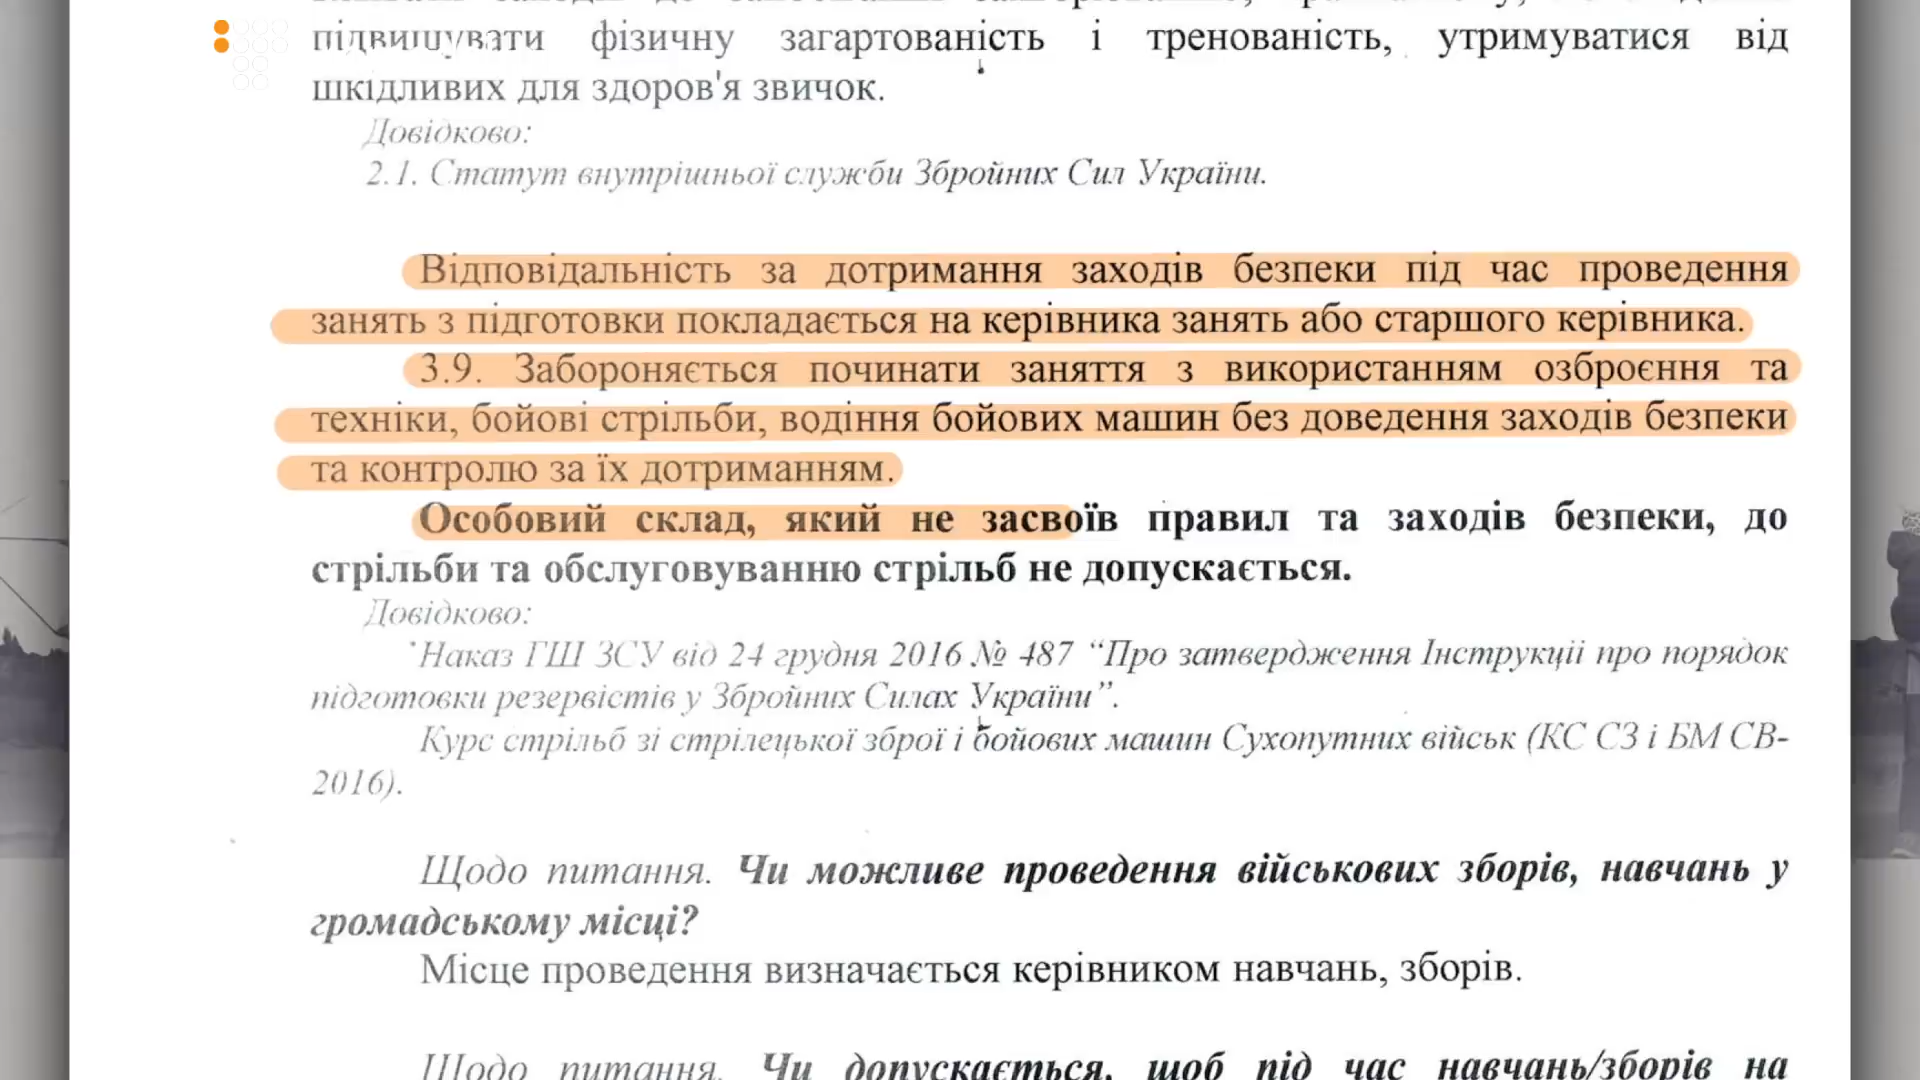 підвищувати фізичну загартованість і тренованість, утримуватися від
шкідливих для здоров'я звичок.
Довідково:
2.1. Статут внутрішньої служби Збройних Сил України.
Відповідальність за дотримання заходів безпеки під час проведення
занять з підготовки покладається на керівника занять або старшого керівника.
3.9. Забороняється починати заняття з використанням озброєння та
техніки, бойові стрільби, водіння бойових машин без доведення заходів безпеки
та контролю за їх дотриманням.
Особовий склад, який не засвоїв правил та заходів безпеки, до
стрільби та обслуговуванню стрільб не допускається.
Довідково:
Наказ ГШ ЗСУ від 24 грудня 2016 № 487 “Про затвердження Інструкції про порядок
підготовки резервістів у Збройних Силах України”.
Курс стрільб зі стрілецької зброї і бойових машин Сухопутних військ (КС СЗ і БМ СВ-
2016).
Щодо питання. Чи можливе проведення військових зборів, навчань у
громадському місці?
Місце проведення визначається керівником навчань, зборів.
Щодо питання. Чи допускається, щоб під час навчань/зборів на